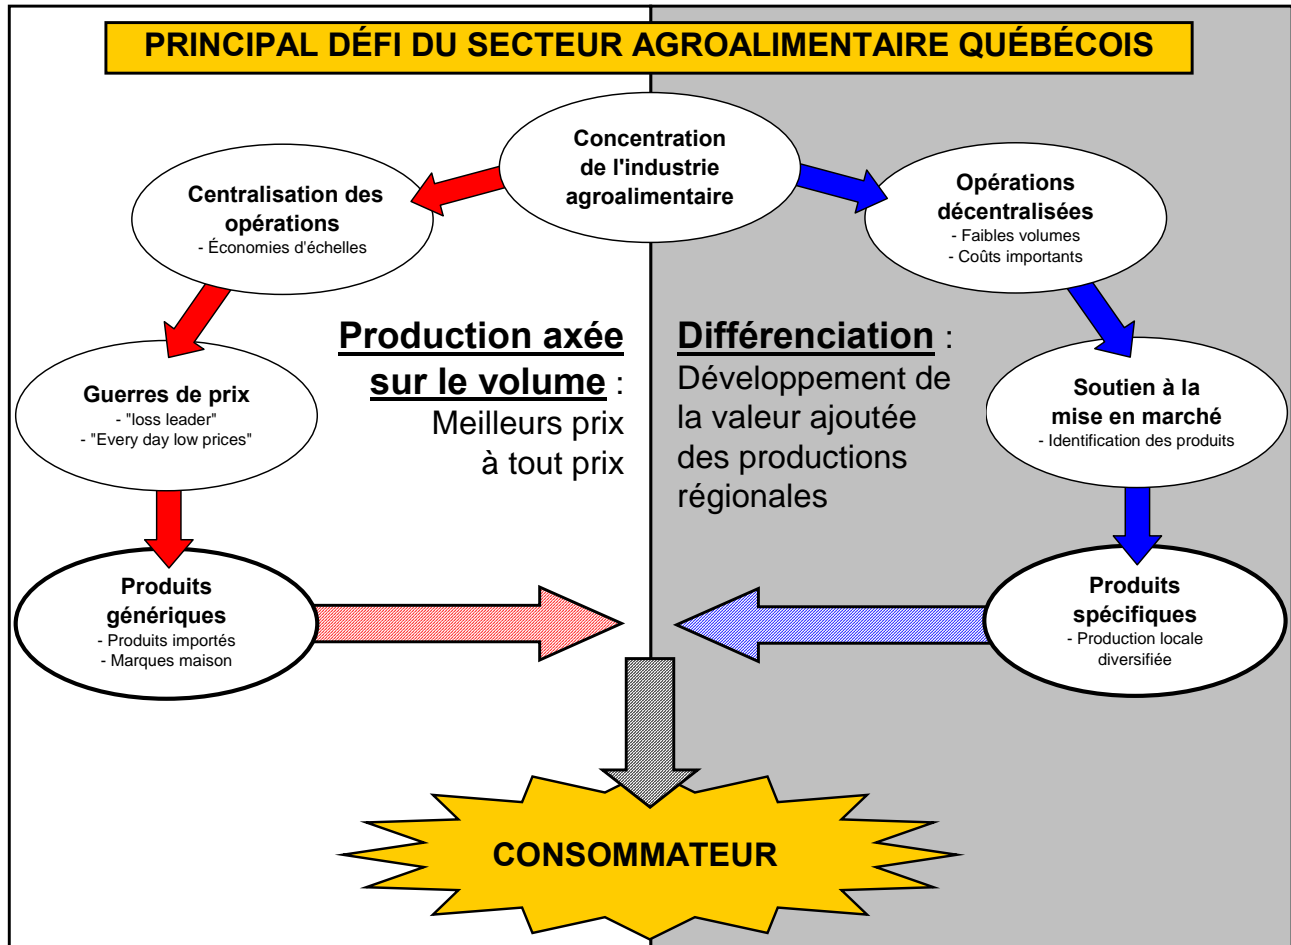 PRINCIPAL DÉFI DU SECTEUR AGROALIMENTAIRE QUÉBÉCOIS
Concentration
de l'industrie
agroalimentaire
Centralisation des
opérations
- Économies d'échelles
Opérations
décentralisées
- Faibles volumes
- Coûts importants
Production axée
sur le volume :
Meilleurs prix
à tout prix
Différenciation :
Développement de
la valeur ajoutée
des productions
régionales
Guerres de prix
- "loss leader"
- "Every day low prices"
Soutien à la
mise en marché
- Identification des produits
Produits
génériques
- Produits importés
- Marques maison
Produits
spécifiques
- Production locale
diversifiée
CONSOMMATEUR